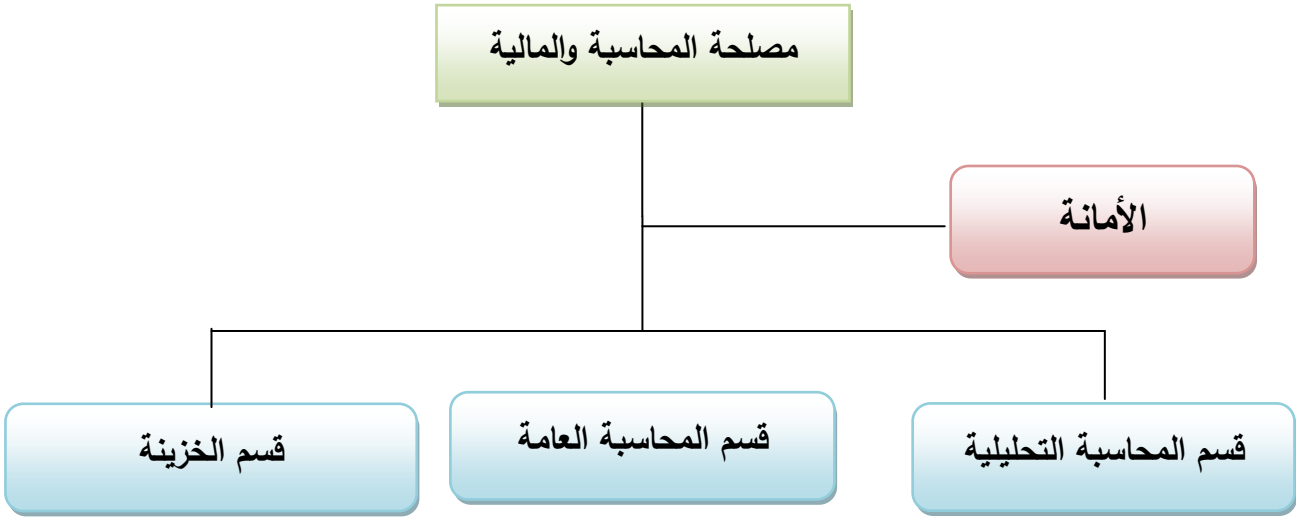 مصلحة المحاسبة والمالية
الأمانة
قسم المحاسبة التحليلية
قسم المحاسبة العامة
قسم الخزينة